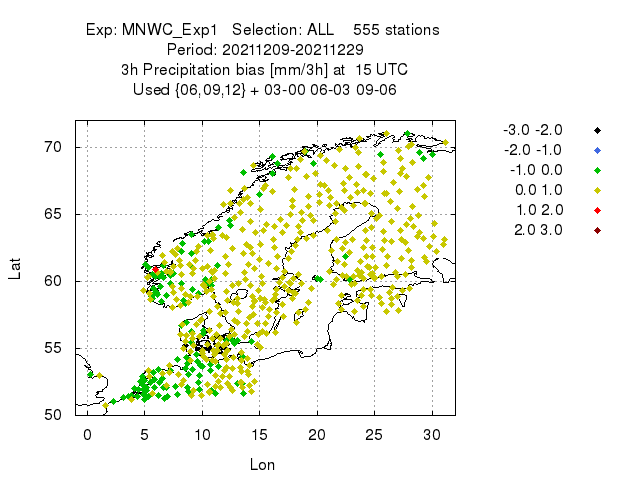 Exp: MNWC_Exp1 Selection: ALL 555 stations
Period: 20211209-20211229
3h Precipitation bias [mm/3h] at 15 UTC
Used {06,09,12} + 03-00 06-03 09-06
70
65
60
55
50
0 5 10 15 20 25 30
Lat
Lon
-3.0 -2.0
-2.0 -1.0
-1.0 0.0
0.0 1.0
1.0 2.0
2.0 3.0